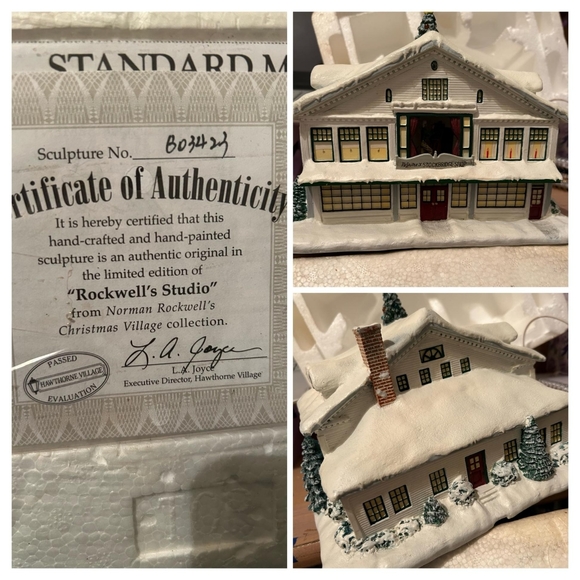 STANDARD M
Sculpture No. B03423
rtificate of Authenticity
It is hereby certified that this
hand-crafted and hand-painted
sculpture is an authentic original in
the limited edition of
"Rockwell's Studio"
from Norman Rockwell's
Christmas Village collection.
L. A. Joyce
L.A. Joyce
Executive Director, Hawthorne Village
PASSED
HAWTHORNE VILLAGE
EVALUATION